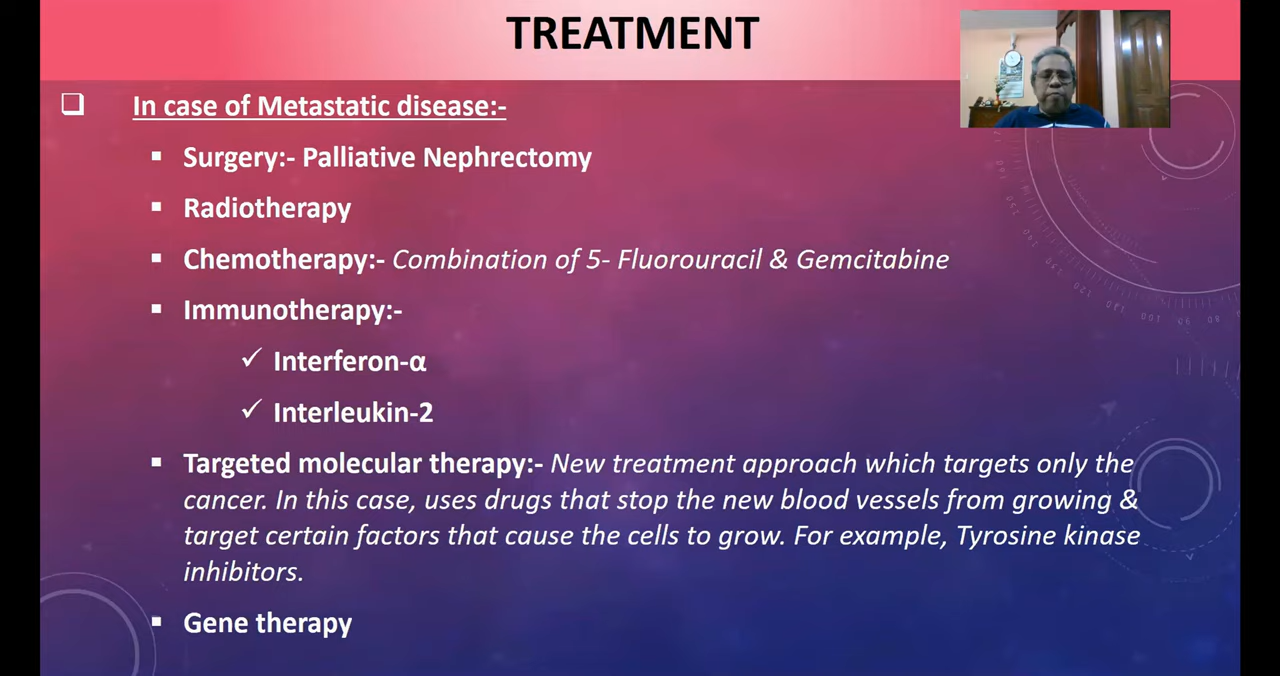 TREATMENT
In case of Metastatic disease:-
Surgery:- Palliative Nephrectomy
Radiotherapy
Chemotherapy:- Combination of 5- Fluorouracil & Gemcitabine
Immunotherapy:-
Interferon-α
Interleukin-2
Targeted molecular therapy:- New treatment approach which targets only the
cancer. In this case, uses drugs that stop the new blood vessels from growing &
target certain factors that cause the cells to grow. For example, Tyrosine kinase
inhibitors.
Gene therapy